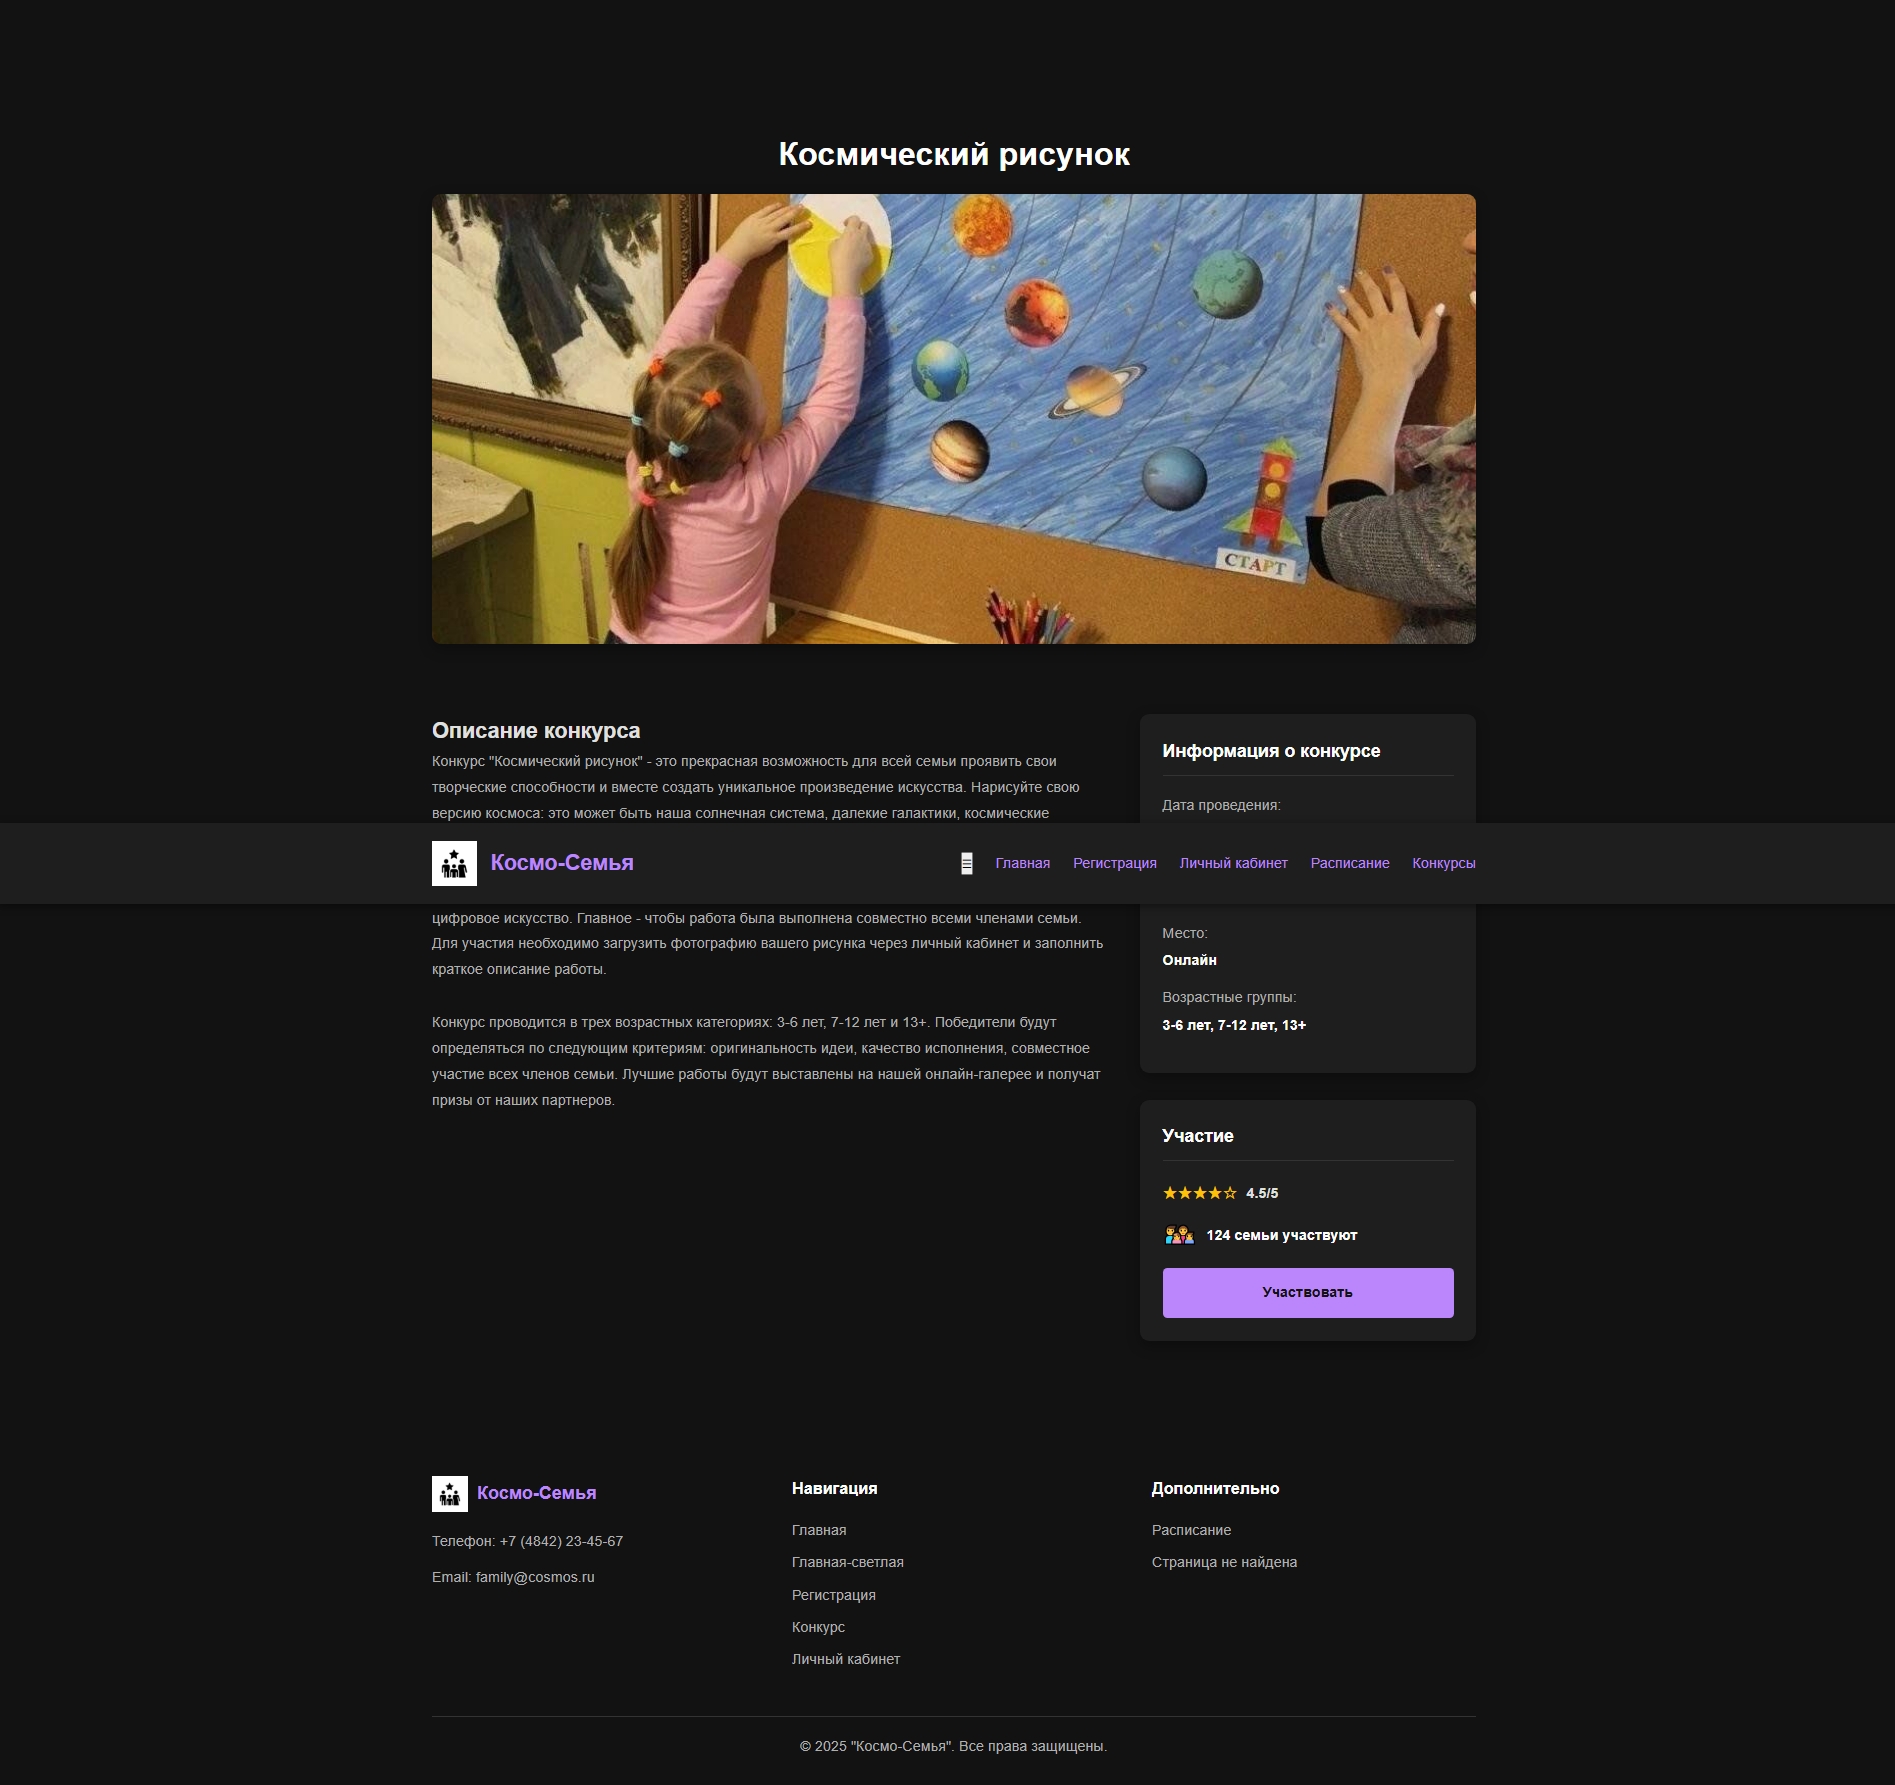 Космический рисунок
СТАРТ
Описание конкурса
Конкурс "Космический рисунок" - это прекрасная возможность для всей семьи проявить свои
творческие способности и вместе создать уникальное произведение искусства. Нарисуйте свою
версию космоса: это может быть наша солнечная система, далекие галактики, космические
Информация о конкурсе
Дата проведения:
Космо-Семья
Главная
Регистрация
Личный кабинет
Расписание
Конкурсы
цифровое искусство. Главное - чтобы работа была выполнена совместно всеми членами семьи.
Для участия необходимо загрузить фотографию вашего рисунка через личный кабинет и заполнить
краткое описание работы.
Конкурс проводится в трех возрастных категориях: 3-6 лет, 7-12 лет и 13+. Победители будут
определяться по следующим критериям: оригинальность идеи, качество исполнения, совместное
участие всех членов семьи. Лучшие работы будут выставлены на нашей онлайн-галерее и получат
призы от наших партнеров.
Место:
Онлайн
Возрастные группы:
3-6 лет, 7-12 лет, 13+
Участие
★★★★☆ 4.5/5
124 семьи участвуют
Участвовать
Космо-Семья
Телефон: +7 (4842) 23-45-67
Email: family@cosmos.ru
Навигация
Главная
Главная-светлая
Регистрация
Конкурс
Личный кабинет
Дополнительно
Расписание
Страница не найдена
© 2025 "Космо-Семья". Все права защищены.